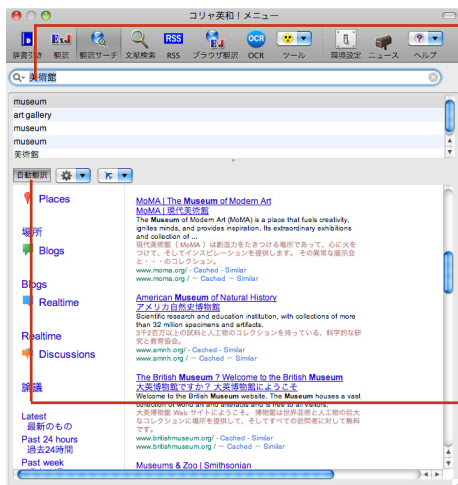 コリャ英和！メニュー
ExJ
RSS
OCR
辞書引き 翻訳 翻訳サーチ 文献検索 RSS ブラウザ翻訳 OCR ツール 環境設定 ニュース ヘルプ
美術館
museum
art gallery
museum
museum
美術館
自動翻訳
Places
場所
Blogs
Blogs
Realtime
Realtime
Discussions
論議
Latest
最新のもの
Past 24 hours
過去24時間
Past week
MoMA | The Museum of Modern Art
MoMA | 現代美術館
The Museum of Modern Art (MoMA) is a place that fuels creativity,
ignites minds, and provides inspiration. Its extraordinary exhibitions
and collection of ...
現代美術館（ MoMA ）は創造力をたきつける場所であって、心に火を
つけて、そしてインスピレーションを提供します。 その異常な展示会
と・・・のコレクション。
www.moma.org/ - Cached - Similar
www.moma.org / － Cached － Similar
American Museum of Natural History
アメリカ自然史博物館
Scientific research and education institution, with collections of more
than 32 million specimens and artifacts.
3千2百万以上の試料と人工物のコレクションを持っている、科学的な研
究と教育協会。
www.amnh.org/ - Cached - Similar
www.amnh.org / － Cached － Similar
The British Museum ? Welcome to the British Museum
大英博物館ですか？ 大英博物館にようこそ
Welcome to the British Museum website. The Museum houses a vast
collection of world art and artefacts and is free to all visitors.
大英博物館 Web サイトにようこそ。 博物館は世界芸術と人工物の巨大
なコレクションに場所を提供して、そしてすべての訪問者に対して無料
です。
www.britishmuseum.org/ - Cached - Similar
www.britishmuseum.org / － Cached － Similar
Museums & Zoo | Smithsonian